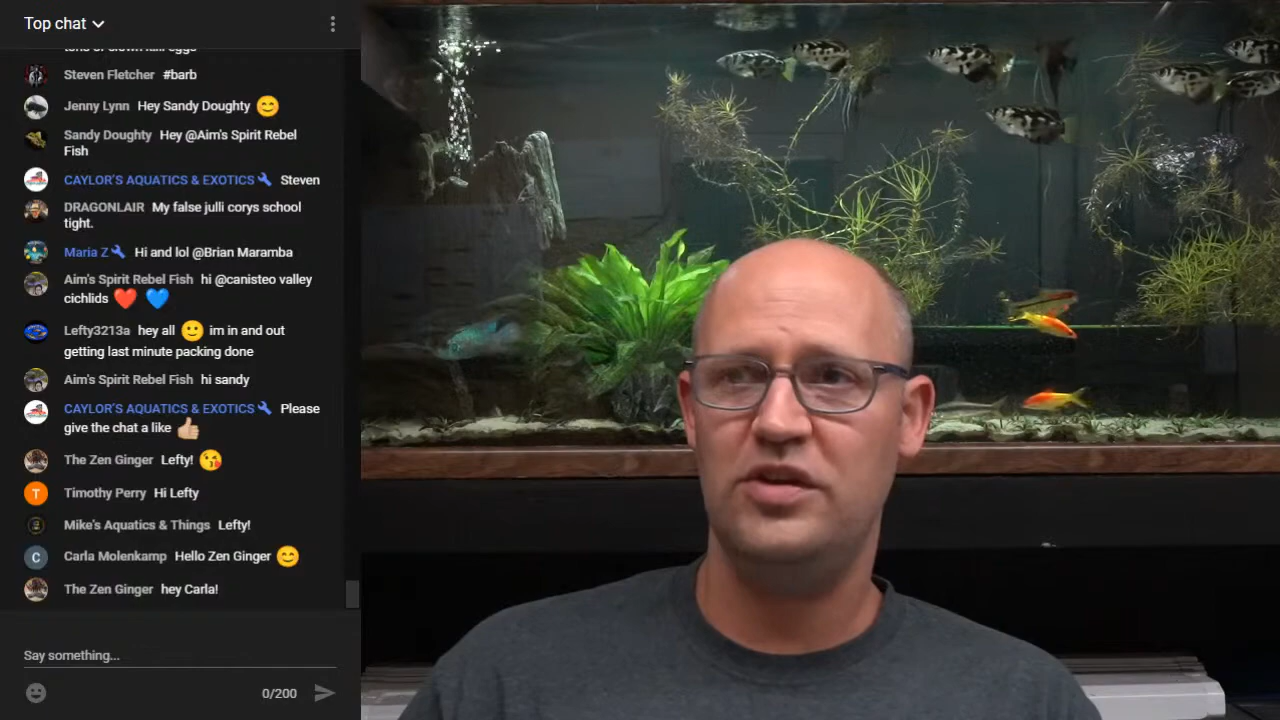 Top chat
Steven Fletcher #barb
Jenny Lynn Hey Sandy Doughty 😊
Sandy Doughty Hey @Aim's Spirit Rebel
Fish
CAYLOR'S AQUATICS & EXOTICS Steven
DRAGONLAIR My false julli corys school
tight.
Maria Z Hi and lol @Brian Maramba
Aim's Spirit Rebel Fish hi @canisteo valley
cichlids ❤️ 💙
Lefty3213a hey all 🙂 im in and out
getting last minute packing done
Aim's Spirit Rebel Fish hi sandy
CAYLOR'S AQUATICS & EXOTICS Please
give the chat a like 👍🏼
The Zen Ginger Lefty! 😘
T Timothy Perry Hi Lefty
Mike's Aquatics & Things Lefty!
C Carla Molenkamp Hello Zen Ginger 😊
The Zen Ginger hey Carla!
Say something...
0/200